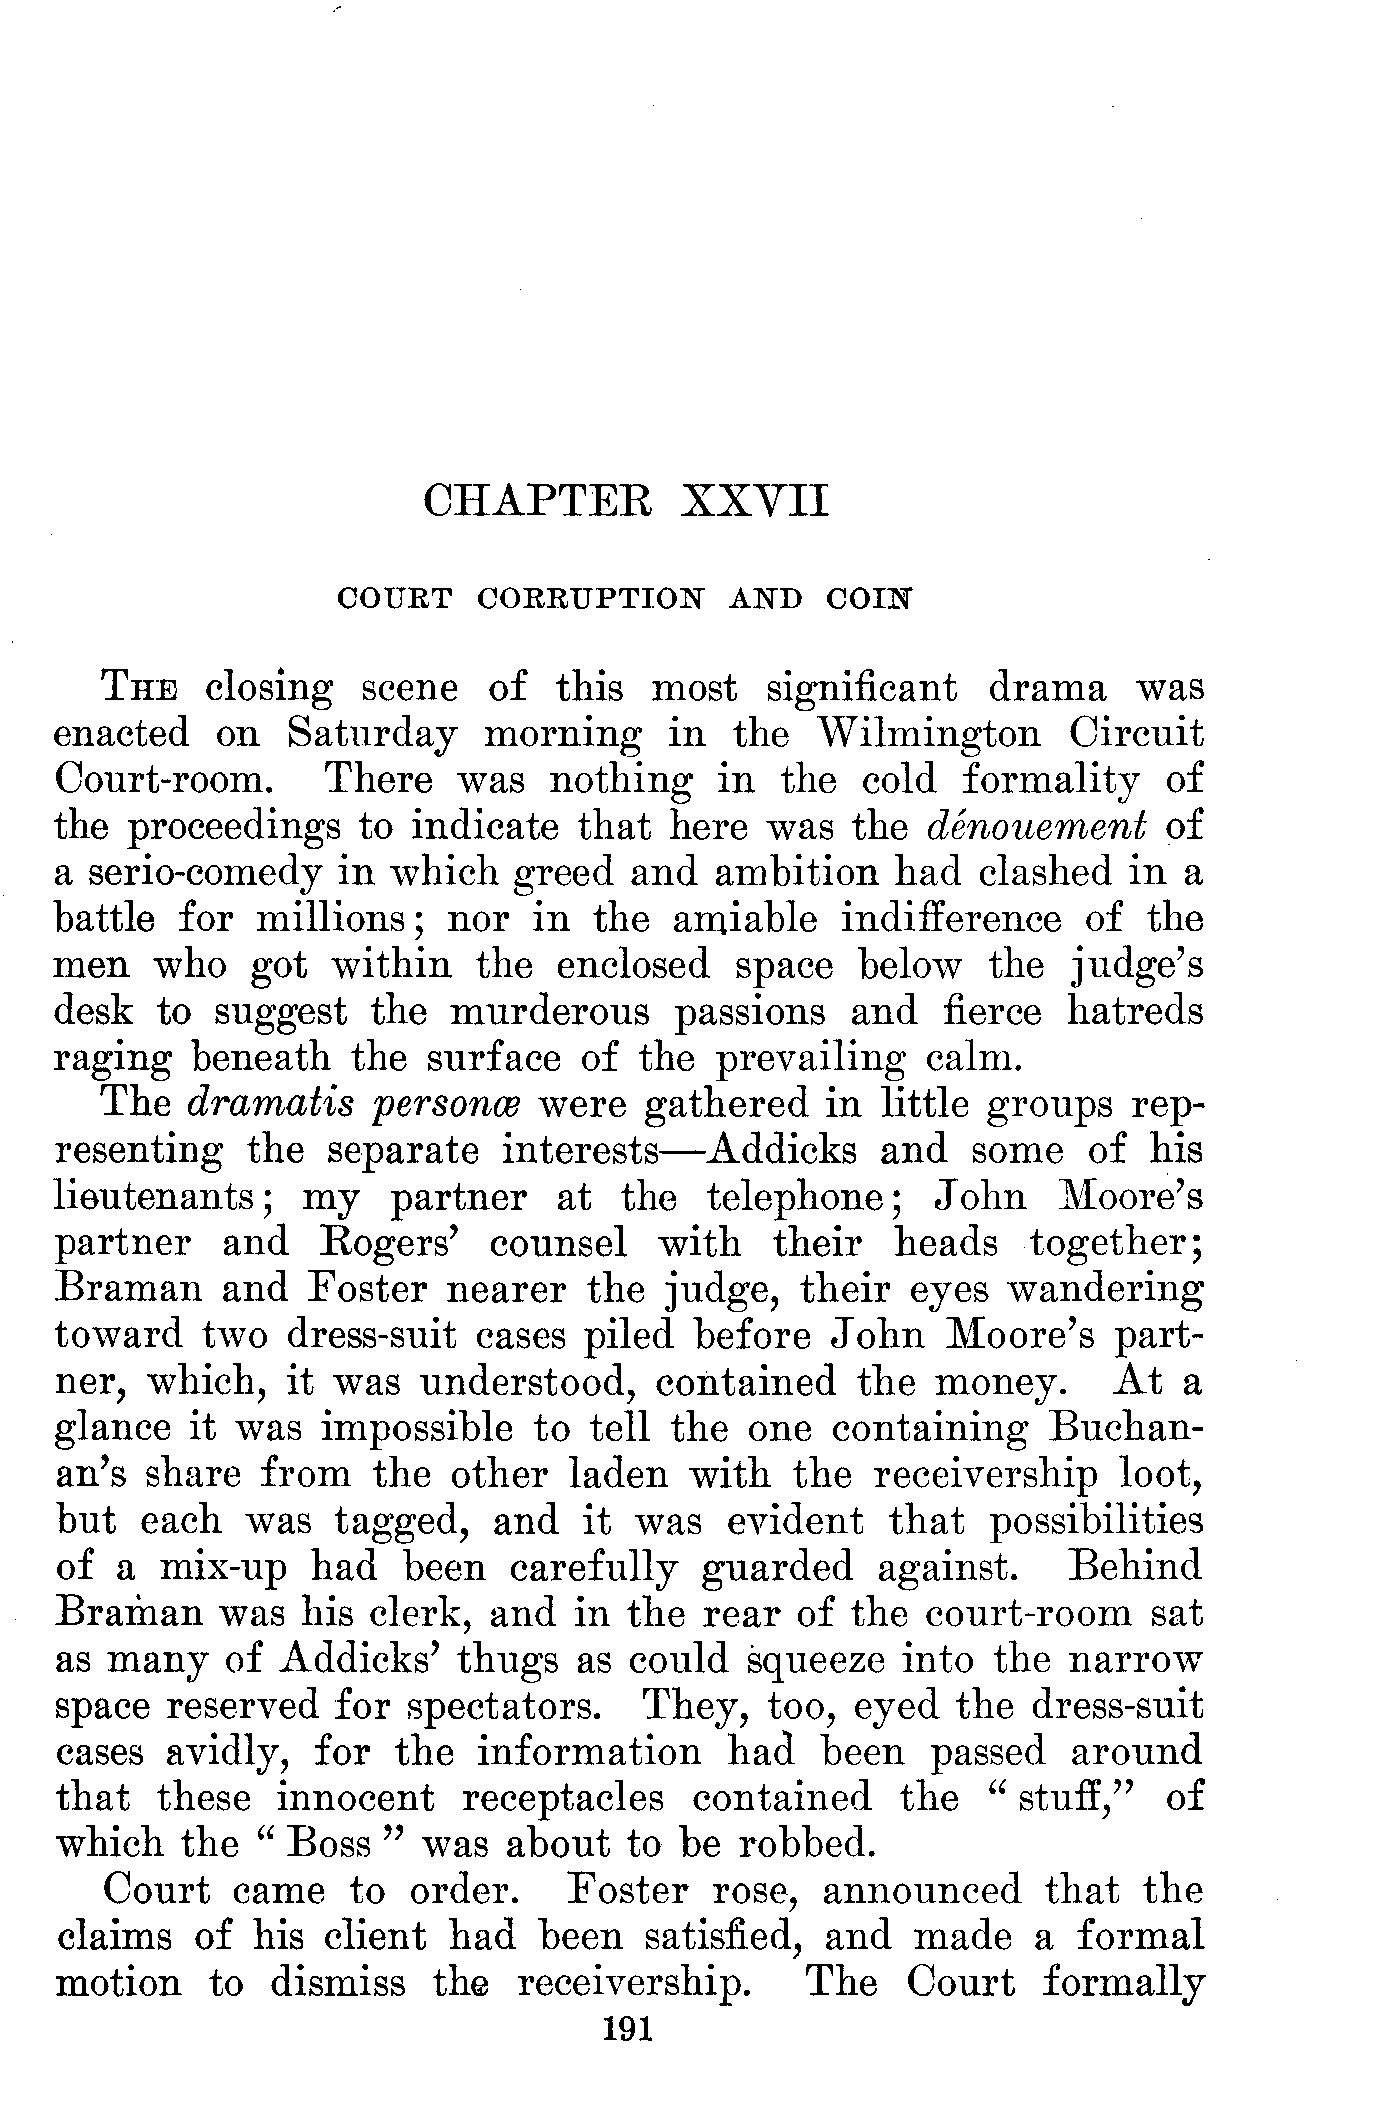 CHAPTER XXVII
COURT CORRUPTION AND COIN
THE closing scene of this most significant drama was
enacted on Saturday morning in the Wilmington Circuit
Court-room. There was nothing in the cold formality of
the proceedings to indicate that here was the dénouement of
a serio-comedy in which greed and ambition had clashed in a
battle for millions; nor in the amiable indifference of the
men who got within the enclosed space below the judge's
desk to suggest the murderous passions and fierce hatreds
raging beneath the surface of the prevailing calm.
The dramatis personœ were gathered in little groups rep-
resenting the separate interests—Addicks and some of his
lieutenants; my partner at the telephone; John Moore's
partner and Rogers' counsel with their heads together;
Braman and Foster nearer the judge, their eyes wandering
toward two dress-suit cases piled before John Moore's part-
ner, which, it was understood, contained the money. At a
glance it was impossible to tell the one containing Buchan-
an's share from the other laden with the receivership loot,
but each was tagged, and it was evident that possibilities
of a mix-up had been carefully guarded against. Behind
Braman was his clerk, and in the rear of the court-room sat
as many of Addicks' thugs as could squeeze into the narrow
space reserved for spectators. They, too, eyed the dress-suit
cases avidly, for the information had been passed around
that these innocent receptacles contained the "stuff," of
which the "Boss" was about to be robbed.
Court came to order. Foster rose, announced that the
claims of his client had been satisfied, and made a formal
motion to dismiss the receivership. The Court formally
191